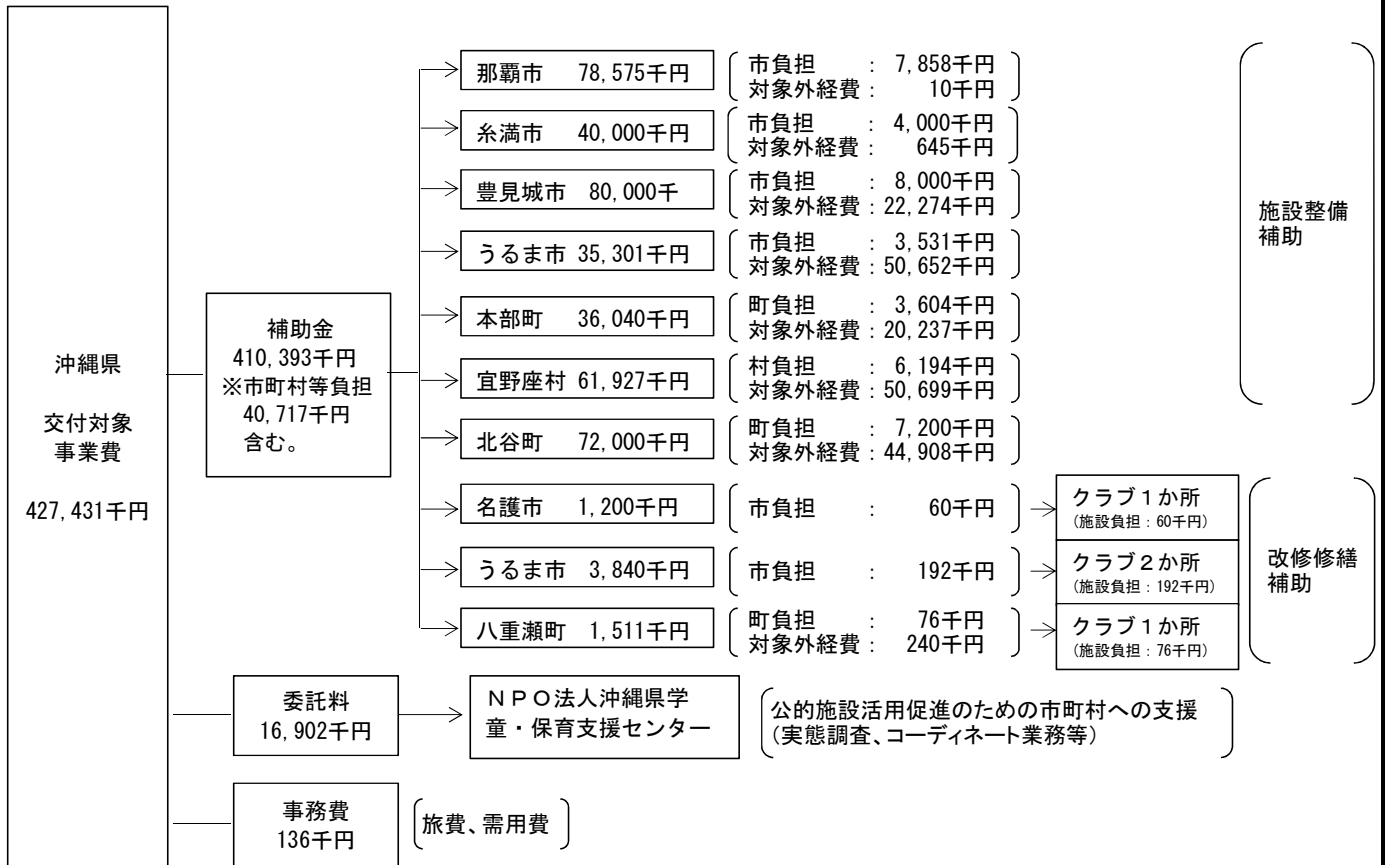 沖縄県
交付対象
事業費
427,431千円
補助金
410,393千円
※市町村等負担
40,717千円
含む。
那覇市 78,575千円
市負担 : 7,858千円
対象外経費 : 10千円
糸満市 40,000千円
市負担 : 4,000千円
対象外経費 : 645千円
豊見城市 80,000千
市負担 : 8,000千円
対象外経費 : 22,274千円
うるま市 35,301千円
市負担 : 3,531千円
対象外経費 : 50,652千円
本部町 36,040千円
町負担 : 3,604千円
対象外経費 : 20,237千円
宜野座村 61,927千円
村負担 : 6,194千円
対象外経費 : 50,699千円
北谷町 72,000千円
町負担 : 7,200千円
対象外経費 : 44,908千円
施設整備
補助
名護市 1,200千円
市負担 : 60千円
クラブ1か所
(施設負担:60千円)
うるま市 3,840千円
市負担 : 192千円
クラブ2か所
(施設負担:192千円)
八重瀬町 1,511千円
町負担 : 76千円
対象外経費 : 240千円
クラブ1か所
(施設負担:76千円)
改修修繕
補助
委託料
16,902千円
NPO法人沖縄県学
童・保育支援センター
公的施設活用促進のための市町村への支援
(実態調査、コーディネート業務等)
事務費
136千円
旅費、需用費